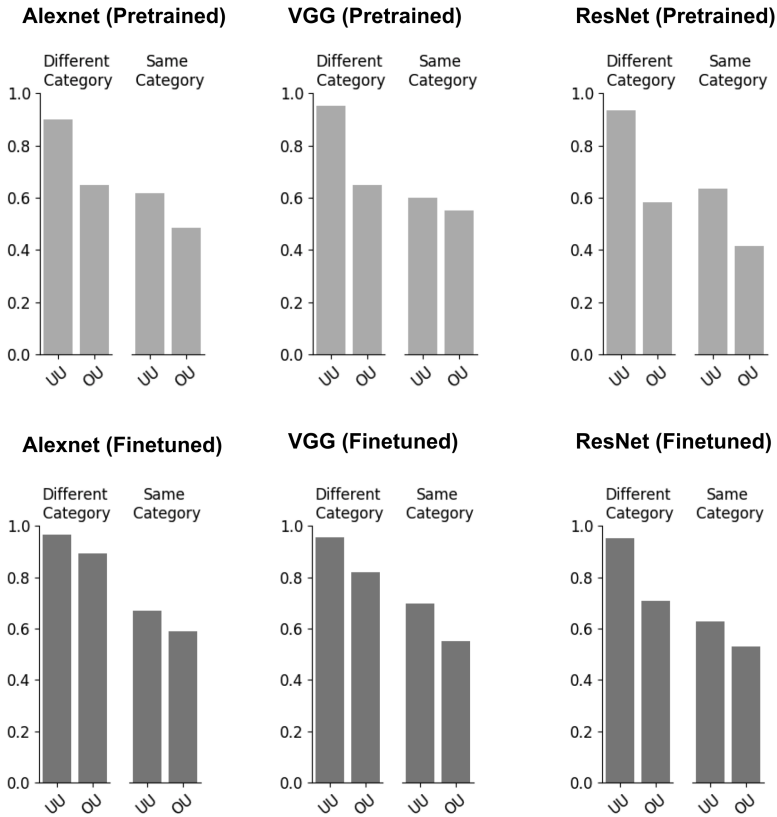 Alexnet (Pretrained)
Different
Category
Same
Category
1.0
0.8
0.6
0.4
0.2
0.0
UU
OU
UU
OU
VGG (Pretrained)
Different
Category
Same
Category
1.0
0.8
0.6
0.4
0.2
0.0
UU
OU
UU
OU
ResNet (Pretrained)
Different
Category
Same
Category
1.0
0.8
0.6
0.4
0.2
0.0
UU
OU
UU
OU
Alexnet (Finetuned)
Different
Category
Same
Category
1.0
0.8
0.6
0.4
0.2
0.0
UU
OU
UU
OU
VGG (Finetuned)
Different
Category
Same
Category
1.0
0.8
0.6
0.4
0.2
0.0
UU
OU
UU
OU
ResNet (Finetuned)
Different
Category
Same
Category
1.0
0.8
0.6
0.4
0.2
0.0
UU
OU
UU
OU